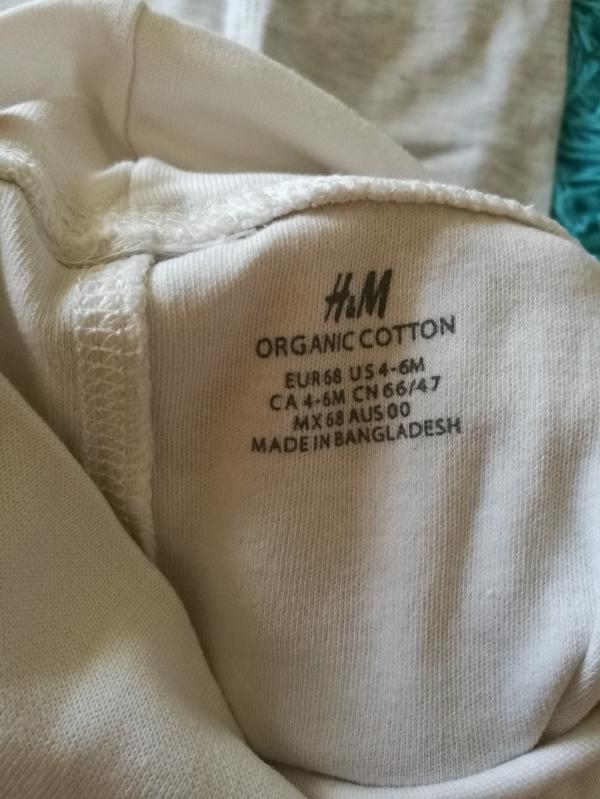 H&M
ORGANIC COTTON
EUR 68 US 4-6M
CA 4-6M CN 66/47
MX 68 AUS 00
MADE IN BANGLADESH